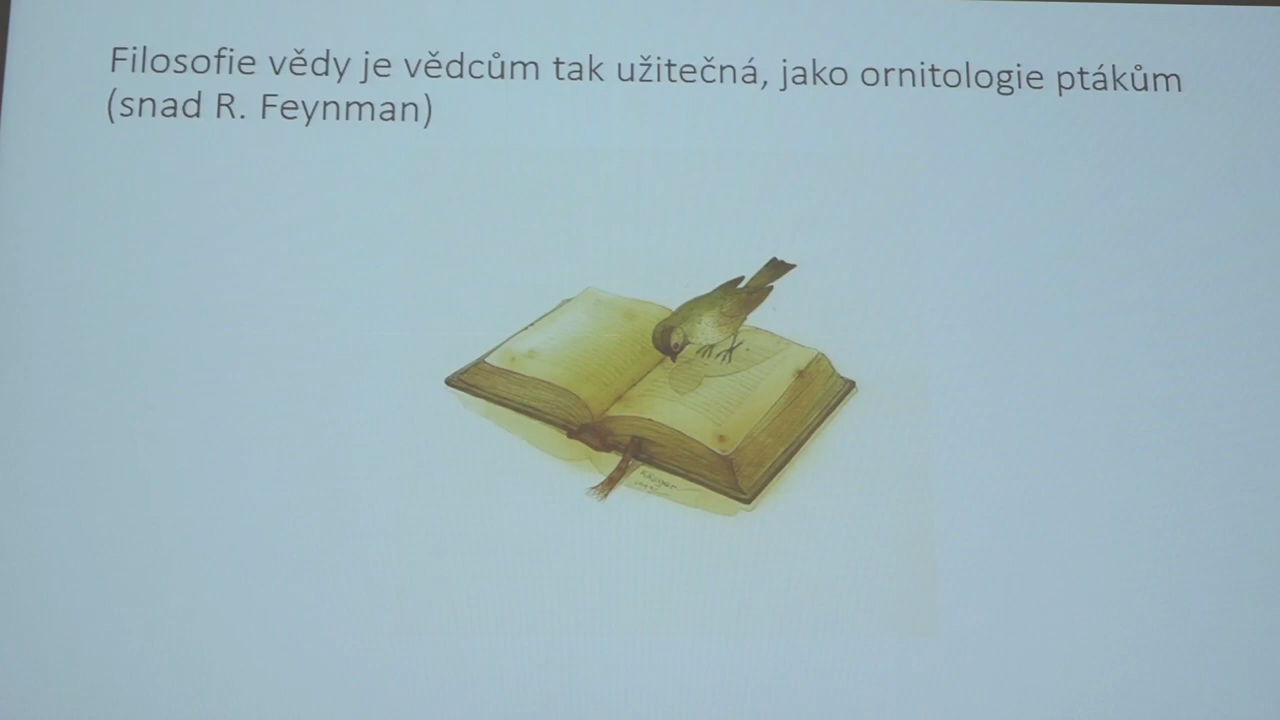 Filosofie vědy je vědcům tak užitečná, jako ornitologie ptákům
(snad R. Feynman)